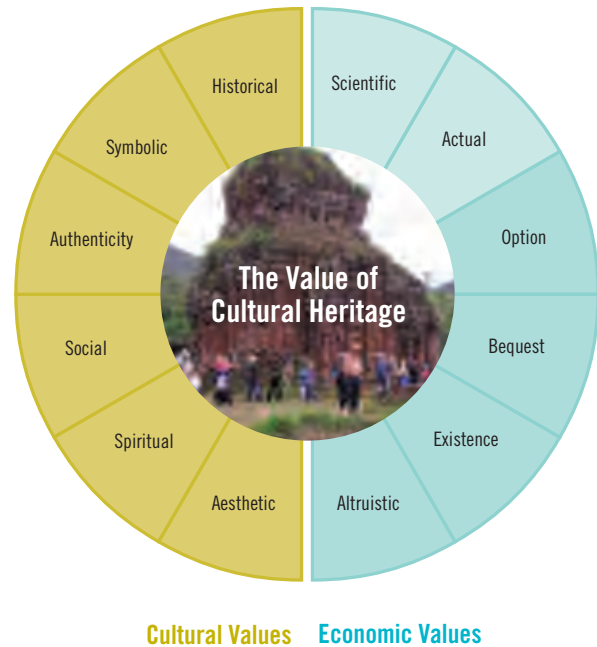 Historical
Scientific
Symbolic
Actual
Authenticity
Option
The Value of
Cultural Heritage
Social
Bequest
Spiritual
Existence
Aesthetic
Altruistic
Cultural Values
Economic Values